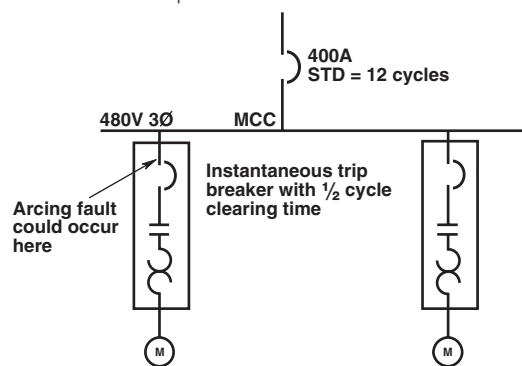 400A
STD = 12 cycles
480V 3Ø
MCC
Instantaneous trip
breaker with ½ cycle
clearing time
Arcing fault
could occur
here
M
M